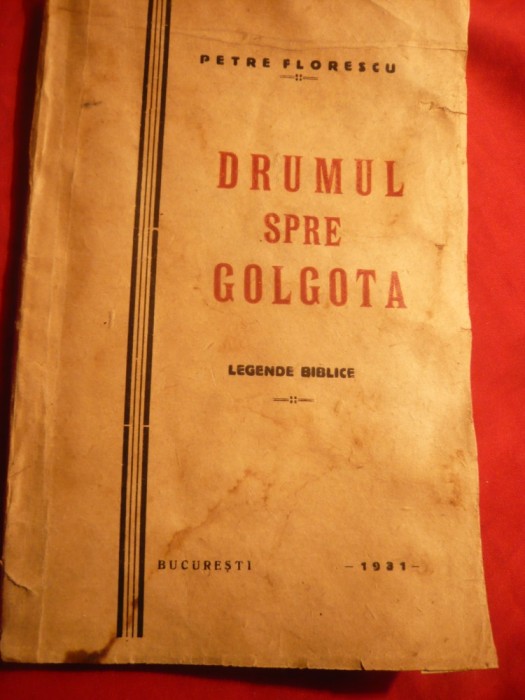 PETRE FLORESCU
DRUMUL
SPRE
GOLGOTA
LEGENDE BIBLICE
BUCUREȘTI - 1931 -